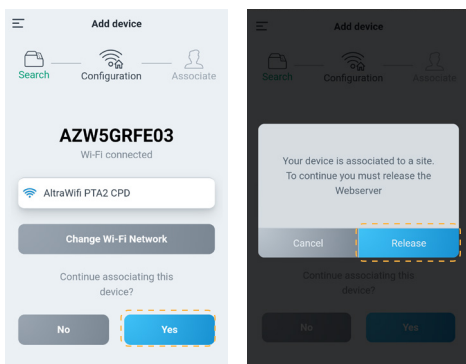 Add device
Search
Configuration
Associate
AZW5GRFE03
Wi-Fi connected
AltraWifi PTA2 CPD
Change Wi-Fi Network
Continue associating this
device?
No
Yes
Add device
Search
Configuration
Associate
Your device is associated to a site.
To continue you must release the
Webserver
Cancel
Release
Continue associating this
device?
No
Yes